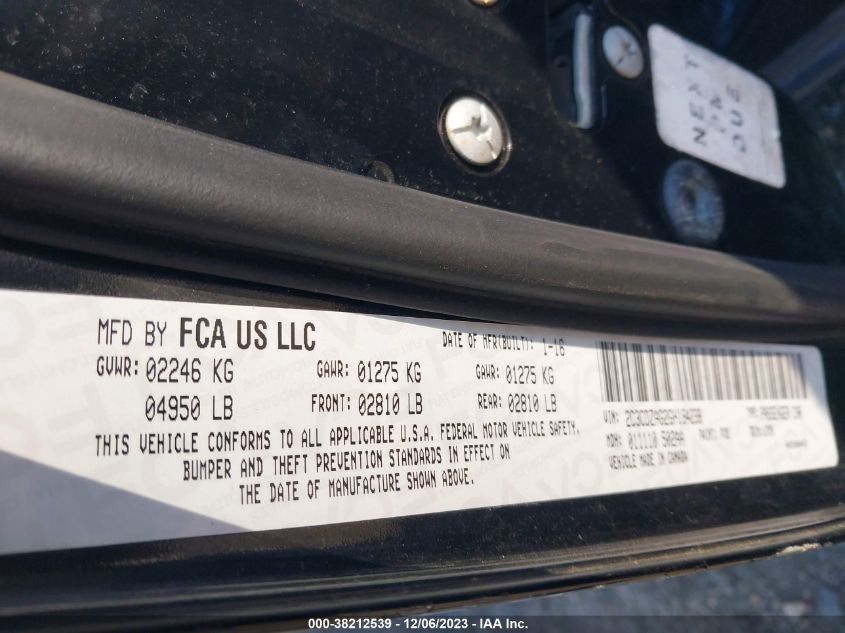 NEXT
DUE
MFD BY FCA US LLC
DATE OF MFR(BUILT): 1-16
GVWR: 02246 KG
GAWR: 01275 KG
GAWR: 01275 KG
04950 LB
FRONT: 02810 LB
REAR: 02810 LB
THIS VEHICLE CONFORMS TO ALL APPLICABLE U.S.A. FEDERAL MOTOR VEHICLE SAFETY,
BUMPER AND THEFT PREVENTION STANDARDS IN EFFECT ON
THE DATE OF MANUFACTURE SHOWN ABOVE.
VIN:
MDH: 011110
VEHICLE MADE IN CANADA
000-38212539 - 12/06/2023 - IAA Inc.